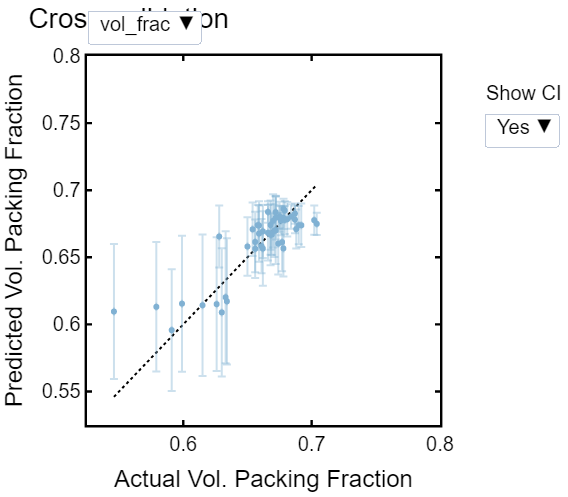 Cros
on
vol_frac ▼
Show CI
Yes ▼
Predicted Vol. Packing Fraction
0.8
0.75
0.7
0.65
0.6
0.55
0.6 0.7 0.8
Actual Vol. Packing Fraction